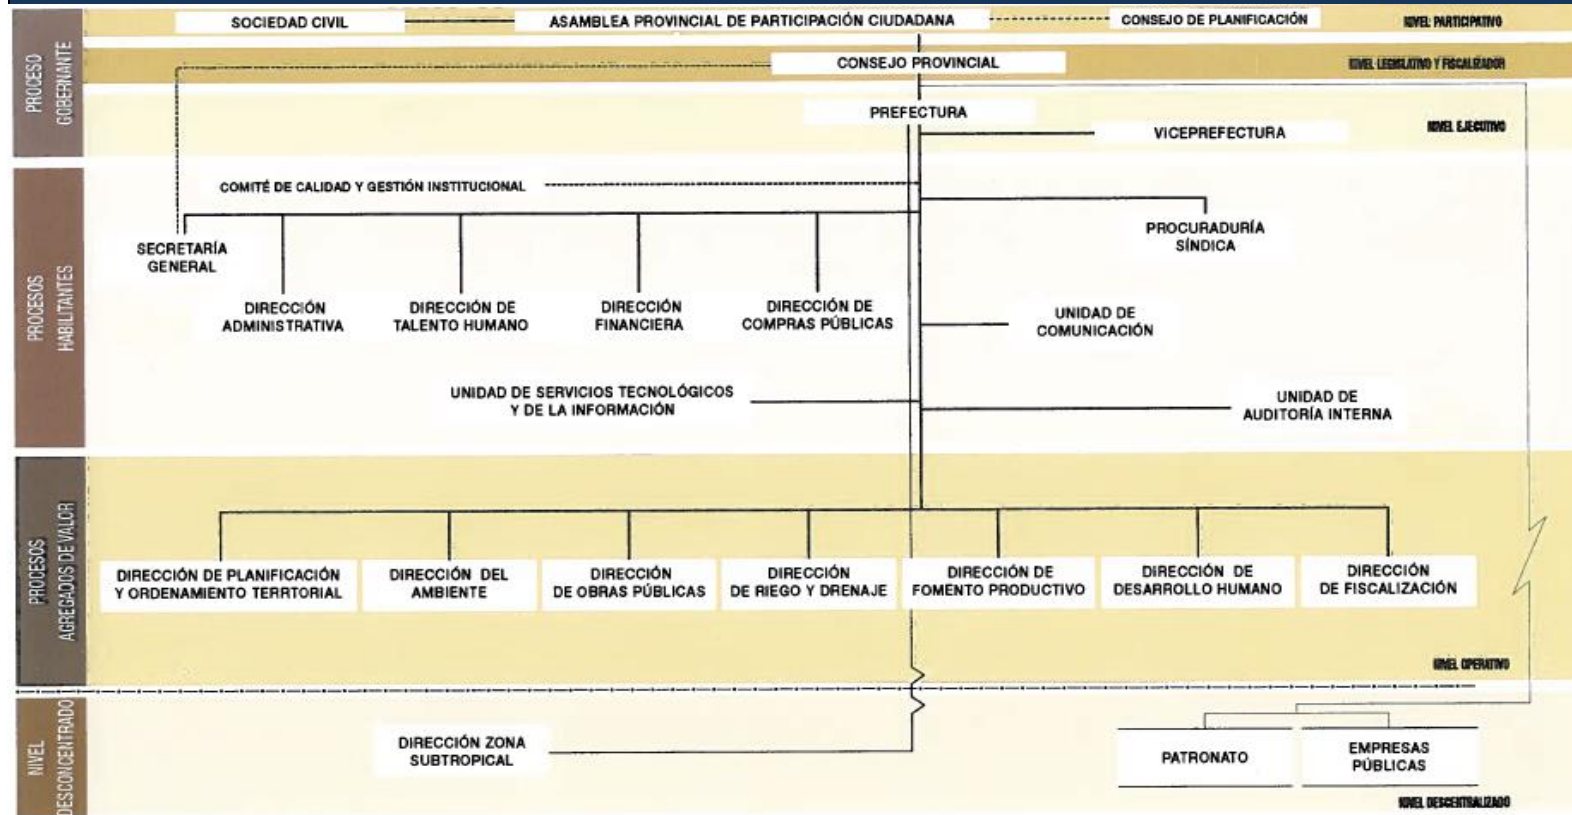 SOCIEDAD CIVIL
ASAMBLEA PROVINCIAL DE PARTICIPACIÓN CIUDADANA
CONSEJO DE PLANIFICACIÓN
NIVEL PARTICIPATIVO
PROCESO
GOBERNANTE
CONSEJO PROVINCIAL
NIVEL LEGISLATIVO Y FISCALIZADOR
PREFECTURA
VICEPREFECTURA
NIVEL EJECUTIVO
PROCESOS
HABILITANTES
COMITÉ DE CALIDAD Y GESTIÓN INSTITUCIONAL
SECRETARÍA
GENERAL
PROCURADURÍA
SÍNDICA
DIRECCIÓN
ADMINISTRATIVA
DIRECCIÓN DE
TALENTO HUMANO
DIRECCIÓN
FINANCIERA
DIRECCIÓN DE
COMPRAS PÚBLICAS
UNIDAD DE
COMUNICACIÓN
UNIDAD DE SERVICIOS TECNOLÓGICOS
Y DE LA INFORMACIÓN
UNIDAD DE
AUDITORÍA INTERNA
PROCESOS
AGREGADOS DE VALOR
DIRECCIÓN DE PLANIFICACIÓN
Y ORDENAMIENTO TERRTORIAL
DIRECCIÓN DEL
AMBIENTE
DIRECCIÓN
DE OBRAS PÚBLICAS
DIRECCIÓN
DE RIEGO Y DRENAJE
DIRECCIÓN DE
FOMENTO PRODUCTIVO
DIRECCIÓN DE
DESARROLLO HUMANO
DIRECCIÓN
DE FISCALIZACIÓN
NIVEL OPERATIVO
NIVEL
DESCONCENTRADO
DIRECCIÓN ZONA
SUBTROPICAL
PATRONATO
EMPRESAS
PÚBLICAS
NIVEL DESCENTRALIZADO